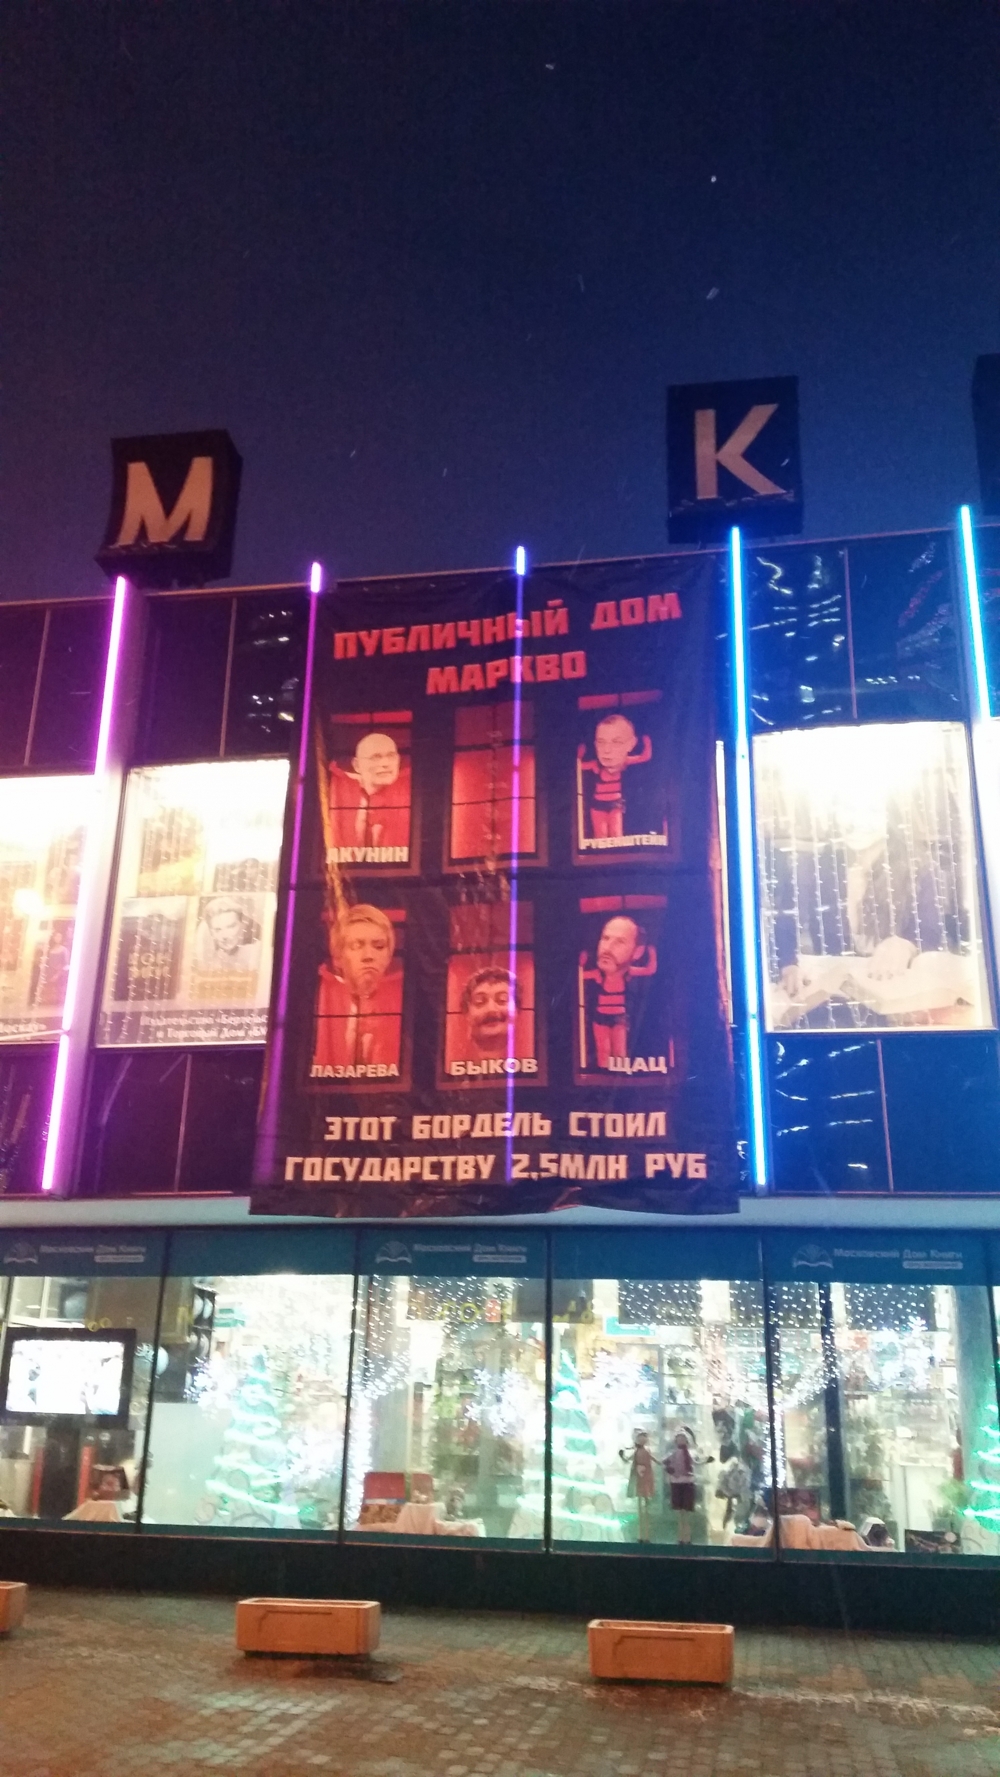 М
К
ПУБЛИЧНЫЙ ДОМ
МАРКВО
АКУНИН
РУБЕНШТЕЙН
ЛАЗАРЕВА
БЫКОВ
ЩАЦ
ЭТОТ БОРДЕЛЬ СТОИЛ
ГОСУДАРСТВУ 2,5МЛН РУБ
Московский Дом Книги
Московский Дом Книги
Московский Дом Книги